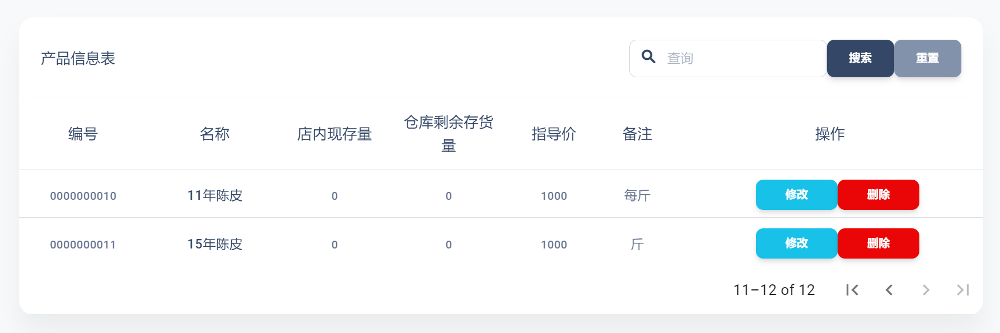 产品信息表
查询
搜索
重置
编号 名称 店内现存量 仓库剩余存货量 指导价 备注 操作
0000000010 11年陈皮 0 0 1000 每斤 修改 删除
0000000011 15年陈皮 0 0 1000 斤 修改 删除
11–12 of 12